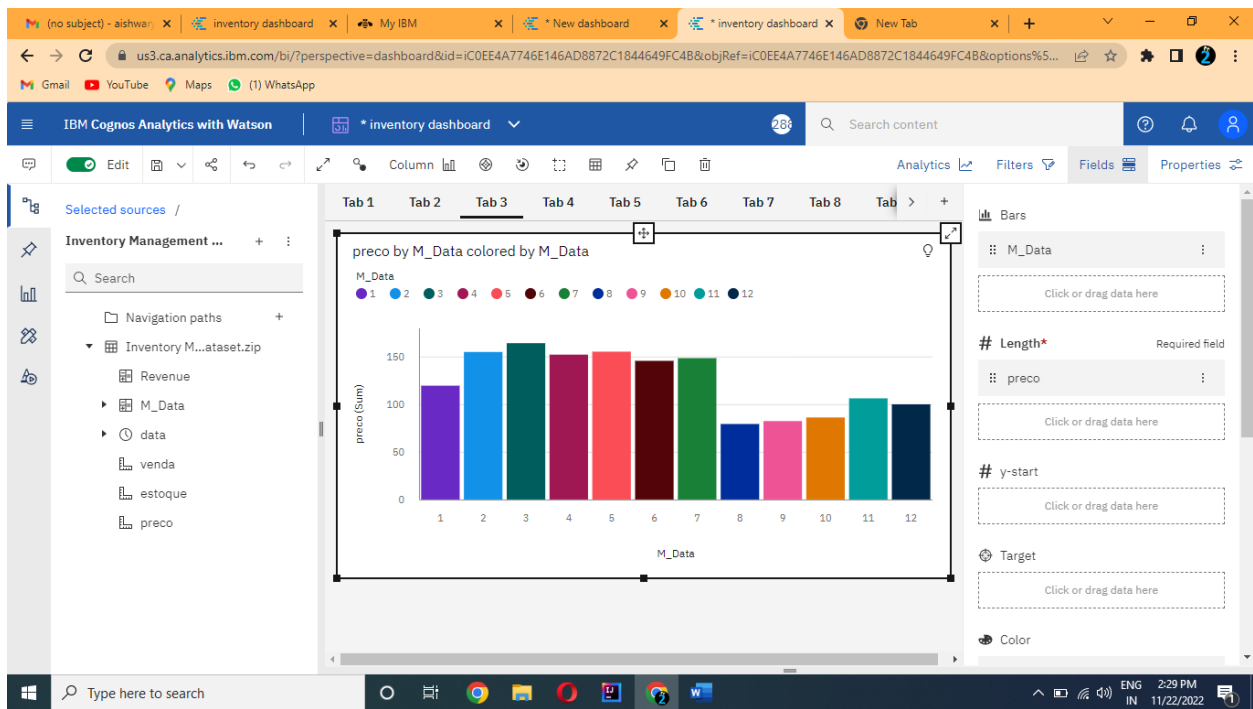 (no subject) - aishwar
inventory dashboard
My IBM
* New dashboard
* inventory dashboard
New Tab
us3.ca.analytics.ibm.com/bi/?perspective=dashboard&id=iC0EE4A7746E146AD8872C1844649FC4B&objRef=iC0EE4A7746E146AD8872C1844649FC4B&options%5...
Gmail YouTube Maps (1) WhatsApp
IBM Cognos Analytics with Watson
* inventory dashboard
288
Search content
Edit
Column
Analytics Filters Fields Properties
Selected sources /
Inventory Management ...
Search
Navigation paths
Inventory M...ataset.zip
Revenue
M_Data
data
venda
estoque
preco
Tab 1 Tab 2 Tab 3 Tab 4 Tab 5 Tab 6 Tab 7 Tab 8 Tab
preco by M_Data colored by M_Data
M_Data
1 2 3 4 5 6 7 8 9 10 11 12
preco (Sum)
150
100
50
0
1 2 3 4 5 6 7 8 9 10 11 12
M_Data
Bars
M_Data
Click or drag data here
# Length* Required field
preco
Click or drag data here
# y-start
Click or drag data here
Target
Click or drag data here
Color
Type here to search
ENG 2:29 PM
IN 11/22/2022